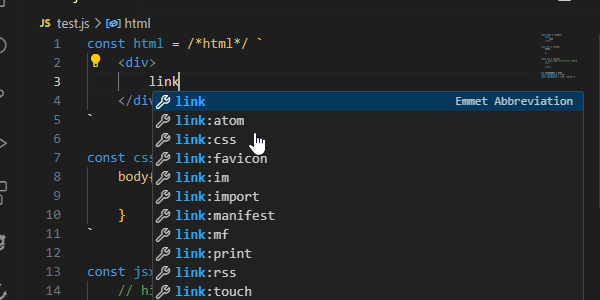 JS test.js > html
1 const html = /*html*/ `
2 <div>
3 link
4 </div
5 `
6
7 const css
8 body
9
10 }
11 `
12
13 const jsx
14 // hi
link Emmet Abbreviation
link:atom
link:css
link:favicon
link:im
link:import
link:manifest
link:mf
link:print
link:rss
link:touch